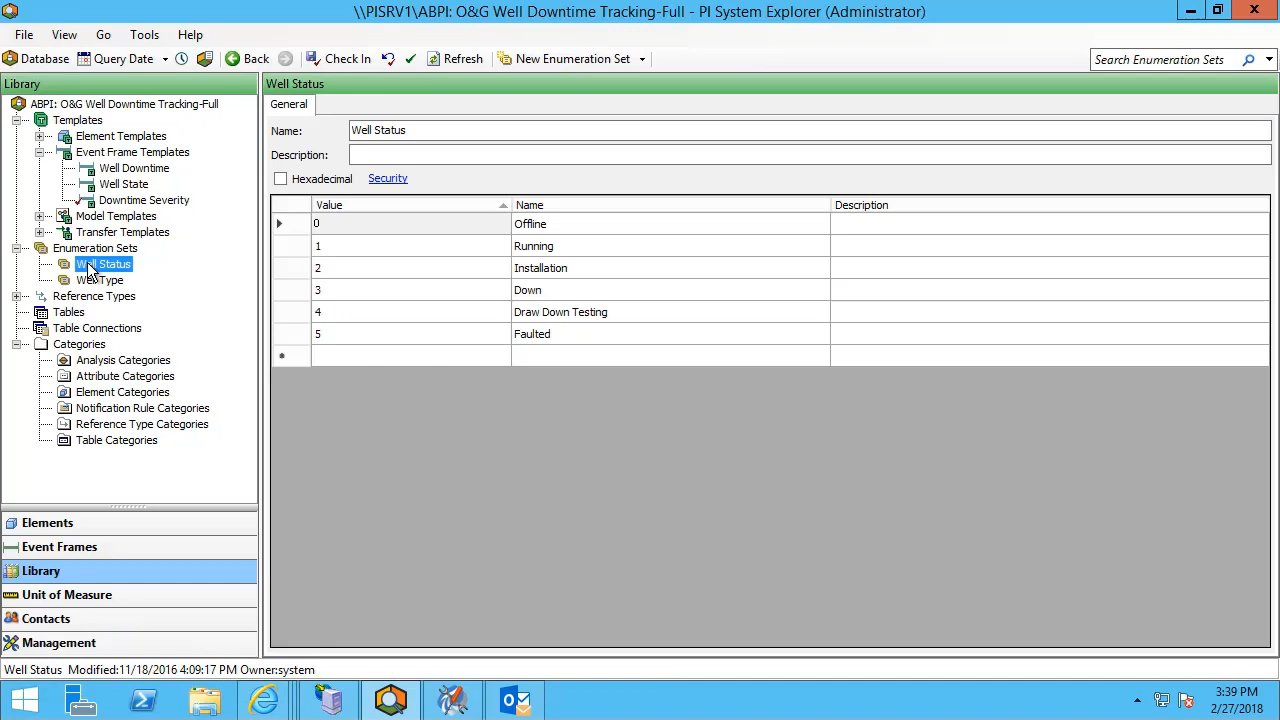 \\PISRV1\ABPI: O&G Well Downtime Tracking-Full - PI System Explorer (Administrator)
File View Go Tools Help
Database Query Date Back Check In Refresh New Enumeration Set Search Enumeration Sets
Library
ABPI: O&G Well Downtime Tracking-Full
Templates
Element Templates
Event Frame Templates
Well Downtime
Well State
Downtime Severity
Model Templates
Transfer Templates
Enumeration Sets
Well Status
Well Type
Reference Types
Tables
Table Connections
Categories
Analysis Categories
Attribute Categories
Element Categories
Notification Rule Categories
Reference Type Categories
Table Categories
Elements
Event Frames
Library
Unit of Measure
Contacts
Management
Well Status
General
Name: Well Status
Description:
Hexadecimal Security
Value Name Description
0 Offline
1 Running
2 Installation
3 Down
4 Draw Down Testing
5 Faulted
Well Status Modified:11/18/2016 4:09:17 PM Owner:system
3:39 PM
2/27/2018